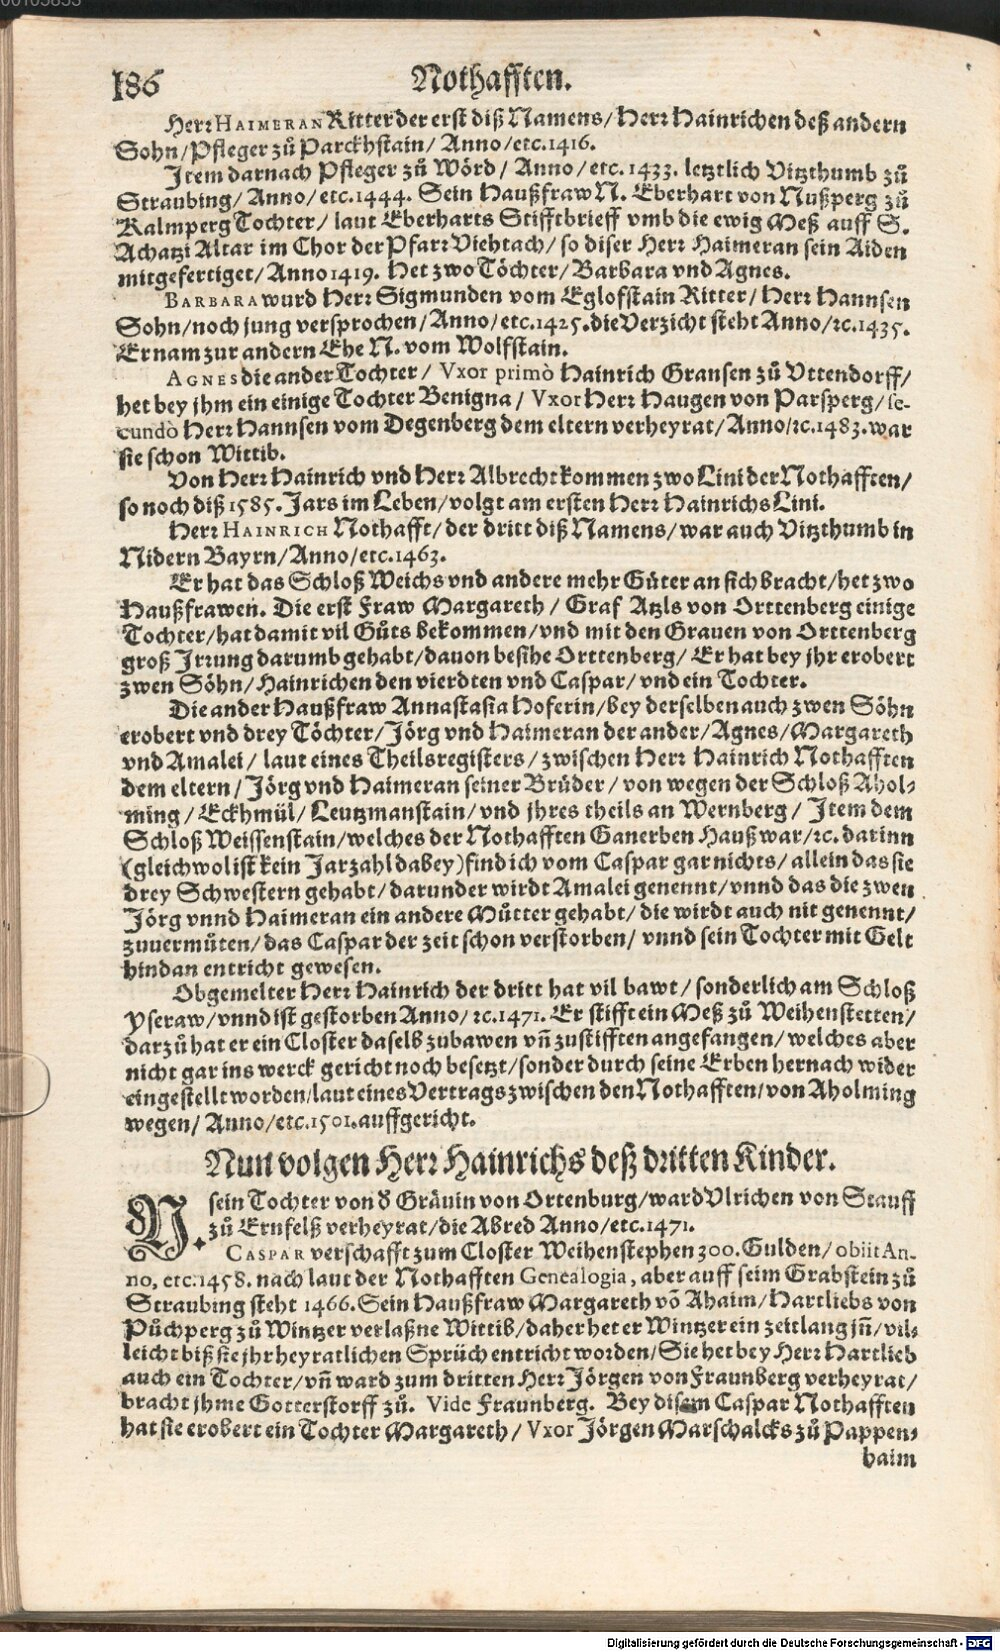 00105855
186 Nothafften.
Herr HAIMERAN Ritter der erst diß Namens/ Herr Hainrichen deß andern
Sohn/ Pfleger zů Parckhstain/ Anno/ etc. 1416.
Item darnach Pfleger zů Wörd/ Anno/ etc. 1433. letztlich Vitzthumb zů
Straubing/ Anno/ etc. 1444. Sein Haußfraw N. Eberhart von Nußperg zů
Kalmperg Tochter/ laut Eberharts Stifftbrieff vmb die ewig Meß auff S.
Achatzi Altar im Chor der Pfarr Viehtach/ so diser Herr Haimeran sein Aiden
mitgefertiget/ Anno 1419. Het zwo Töchter/ Barbara vnd Agnes.
BARBARA wurd Herr Sigmunden vom Eglofstain Ritter/ Herr Hannsen
Sohn/ noch jung versprochen/ Anno/ etc. 1425. die Verzicht steht Anno/ ꝛc. 1435.
Er nam zur andern Ehe N. vom Wolfstain.
AGNES die ander Tochter/ Vxor primò Hainrich Gransen zů Vttendorff/
het bey jhm ein einige Tochter Benigna/ Vxor Herr Haugen von Parsperg/ se-
cundò Herr Hannsen vom Degenberg dem eltern verheyrat/ Anno/ ꝛc. 1483. war
sie schon Wittib.
Von Herr Hainrich vnd Herr Albrecht kommen zwo Lini der Nothafften/
so noch diß 1585. Jars im Leben/ volgt am ersten Herr Hainrichs Lini.
Herr HAINRICH Nothafft/ der dritt diß Namens/ war auch Vitzthumb in
Nidern Bayrn/ Anno/ etc. 1463.
Er hat das Schloß Weichs vnd andere mehr Güter an sich bracht/ het zwo
Haußfrawen. Die erst Fraw Margareth/ Graf Atzls von Orttenberg einige
Tochter/ hat damit vil Gůts bekommen/ vnd mit den Grauen von Orttenberg
groß Irrung darumb gehabt/ dauon besihe Orttenberg/ Er hat bey jhr erobert
zwen Söhn/ Hainrichen den vierdten vnd Caspar/ vnd ein Tochter.
Die ander Haußfraw Annastasia Hoferin/ bey derselben auch zwen Söhn
erobert vnd drey Töchter/ Jörg vnd Haimeran der ander/ Agnes/ Margareth
vnd Amalei/ laut eines Theilsregisters/ zwischen Herr Hainrich Nothafften
dem eltern/ Jörg vnd Haimeran seiner Brüder/ von wegen der Schloß Ahol-
ming/ Eckhmül/ Leutzmanstain/ vnd jhres theils an Wernberg/ Item dem
Schloß Weissenstain/ welches der Nothafften Ganerben Hauß war/ ꝛc. darinn
(gleichwol ist kein Jarzahl dabey) find ich vom Caspar gar nichts/ allein das sie
drey Schwestern gehabt/ darunder wirdt Amalei genennt/ vnnd das die zwen
Jörg vnnd Haimeran ein andere Můtter gehabt/ die wirdt auch nit genennt/
zuuermůten/ das Caspar der zeit schon verstorben/ vnnd sein Tochter mit Gelt
hindan entricht gewesen.
Obgemelter Herr Hainrich der dritt hat vil bawt/ sonderlich am Schloß
Yseraw/ vnnd ist gestorben Anno/ ꝛc. 1471. Er stifft ein Meß zů Weihenstetten/
darzů hat er ein Closter daselb zubawen vñ zustifften angefangen/ welches aber
nicht gar ins werck gericht noch besetzt/ sonder durch seine Erben hernach wider
eingestellt worden/ laut eines Vertrags zwischen den Nothafften/ von Aholming
wegen/ Anno/ etc. 1501. auffgericht.
Nun volgen Herr Hainrichs deß dritten Kinder.
N. sein Tochter von ď Grävin von Ortenburg/ ward Vlrichen von Stauff
zů Ernfelß verheyrat/ die Abred Anno/ etc. 1471.
CASPAR verschafft zum Closter Weihenstephen 300. Gulden/ obiit An-
no, etc. 1458. nach laut der Nothafften Genealogia, aber auff seim Grabstein zů
Straubing steht 1466. Sein Haußfraw Margareth võ Ahaim/ Hartliebs von
Půchperg zů Wintzer verlaßne Wittib/ daher het er Wintzer ein zeitlang jñ/ vil-
leicht biß sie jhr heyratlichen Sprüch entricht worden/ Sie het bey Herr Hartlieb
auch ein Tochter/ vñ ward zum dritten Herr Jörgen von Fraunberg verheyrat/
bracht jhme Gotterstorff zů. Vide Fraunberg. Bey disem Caspar Nothafften
hat sie erobert ein Tochter Margareth/ Vxor Jörgen Marschalcks zů Pappen-
haim
Digitalisierung gefördert durch die Deutsche Forschungsgemeinschaft - DFG